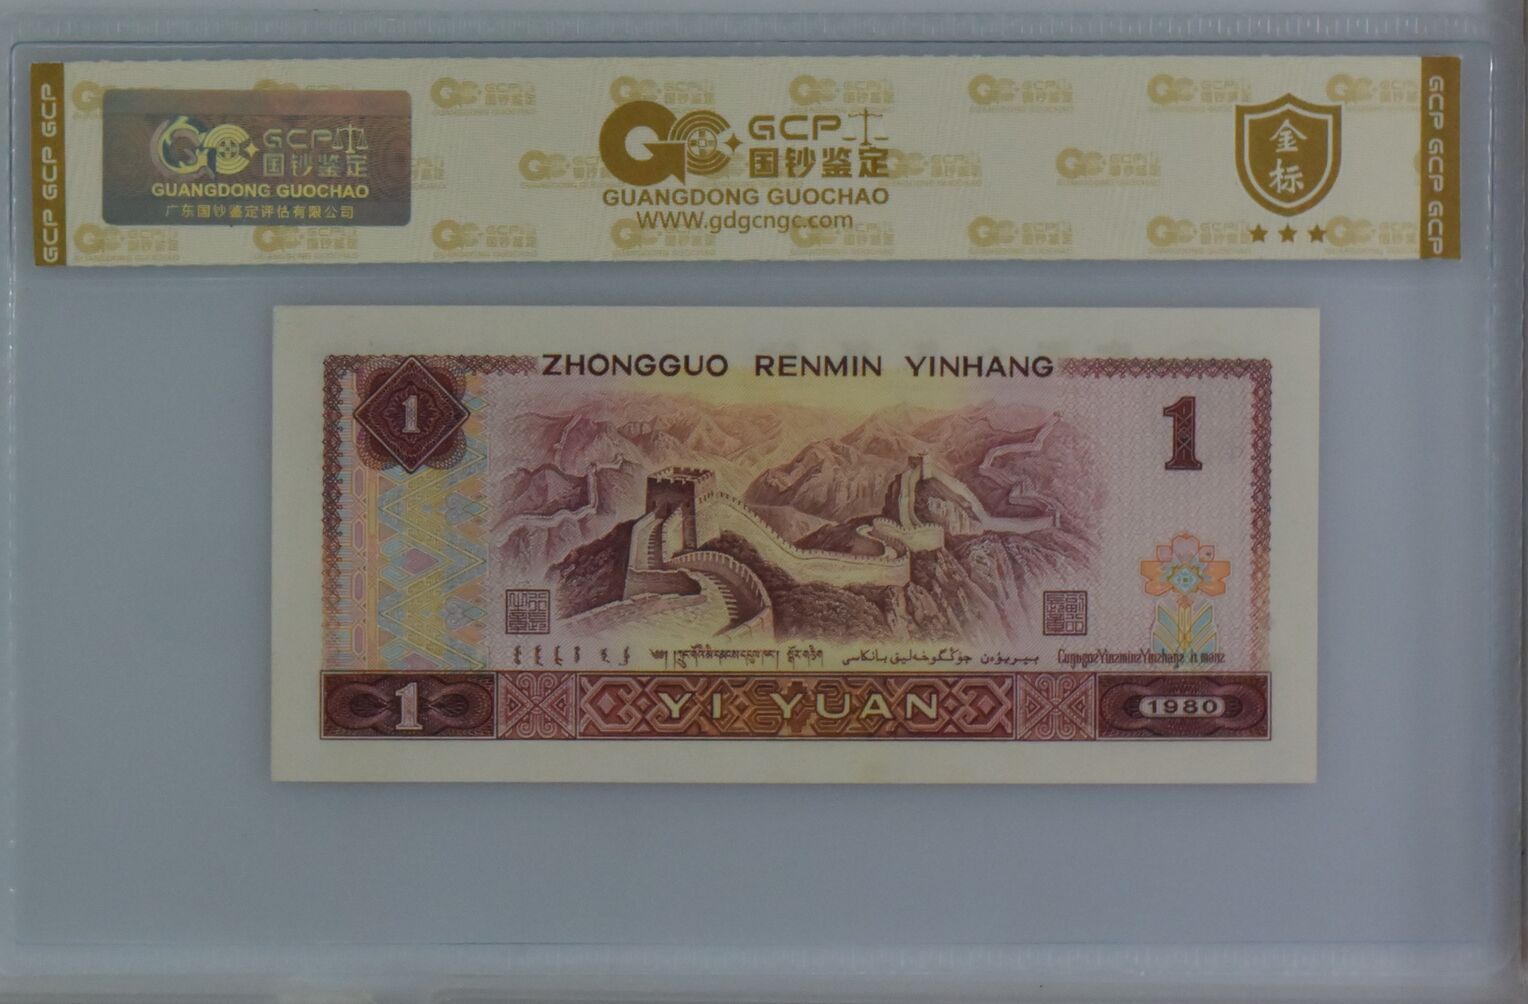 GCP GCP GCP
GCP
国钞鉴定
GUANGDONG GUOCHAO
广东国钞鉴定评估有限公司
GCP
国钞鉴定
GUANGDONG GUOCHAO
WWW.gdgcngc.com
金
标
GCP GCP GCP
ZHONGGUO RENMIN YINHANG
1
1
1
YI YUAN
1980